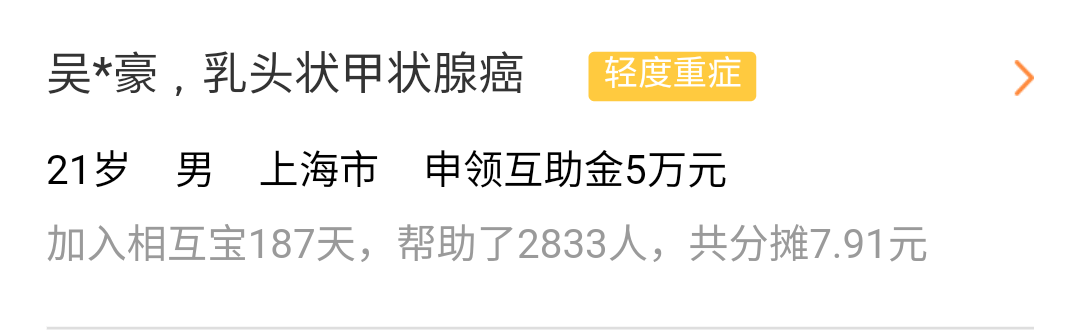 吴*豪，乳头状甲状腺癌 轻度重症
21岁 男 上海市 申领互助金5万元
加入相互宝187天，帮助了2833人，共分摊7.91元